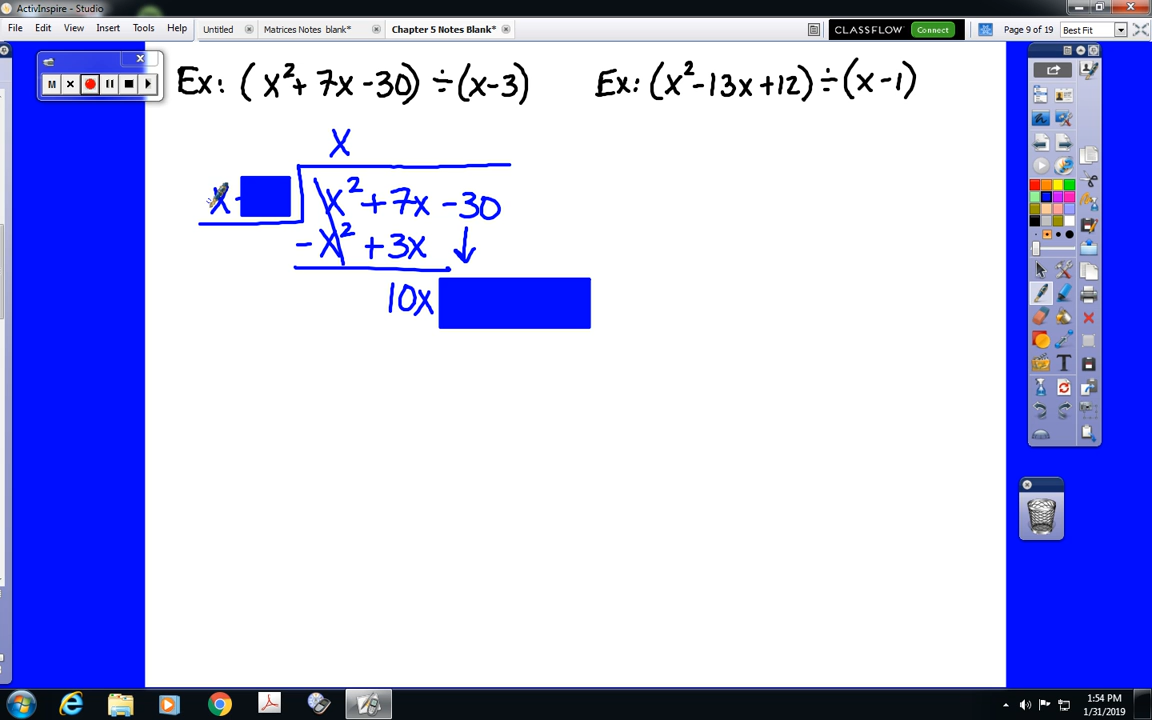 ActivInspire - Studio
File Edit View Insert Tools Help Untitled Matrices Notes blank* Chapter 5 Notes Blank* CLASSFLOW Connect Page 9 of 19 Best Fit
M
Ex: (x²+ 7x -30) ÷(x-3) Ex: (x²-13x+12)÷(x-1)
x
x - x² +7x -30
- x² +3x ↓
10x
T
1:54 PM
1/31/2019